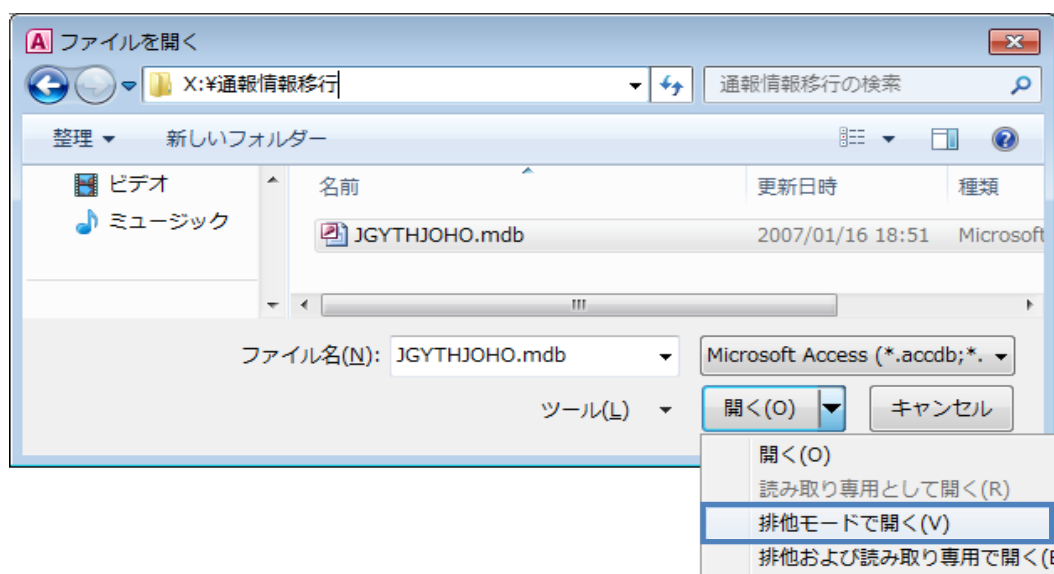 ファイルを開く
X:¥通報情報移行
通報情報移行の検索
整理
新しいフォルダー
ビデオ
ミュージック
名前
更新日時
種類
JGYTHJOHO.mdb
2007/01/16 18:51
Microsoft
ファイル名(N):
JGYTHJOHO.mdb
Microsoft Access (*.accdb;*.
ツール(L)
開く(O)
キャンセル
開く(O)
読み取り専用として開く(R)
排他モードで開く(V)
排他および読み取り専用で開く(E